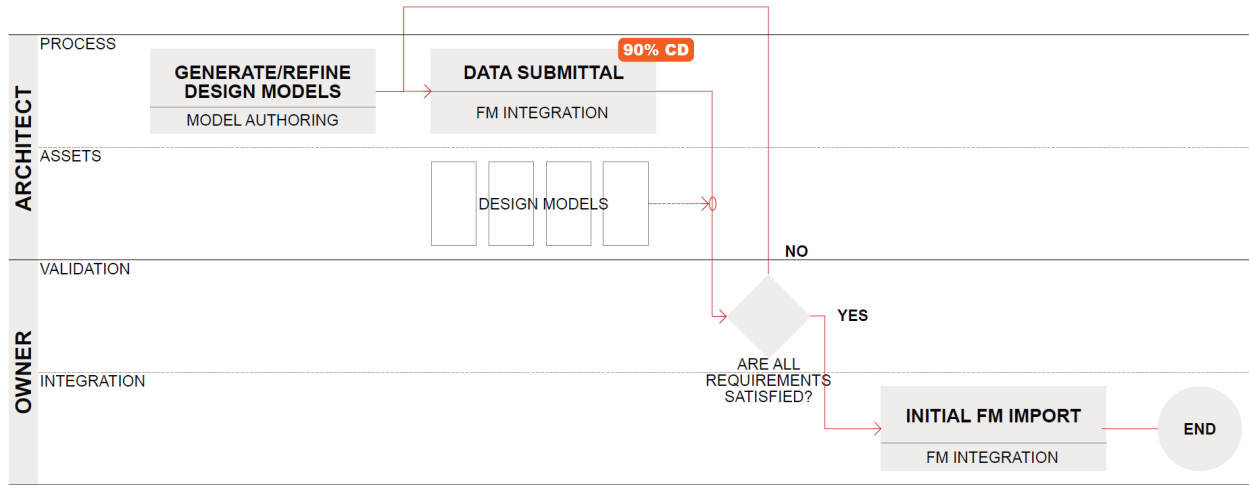 ARCHITECT
PROCESS
GENERATE/REFINE
DESIGN MODELS
MODEL AUTHORING
90% CD
DATA SUBMITTAL
FM INTEGRATION
ASSETS
DESIGN MODELS
OWNER
VALIDATION
NO
YES
ARE ALL
REQUIREMENTS
SATISFIED?
INTEGRATION
INITIAL FM IMPORT
FM INTEGRATION
END